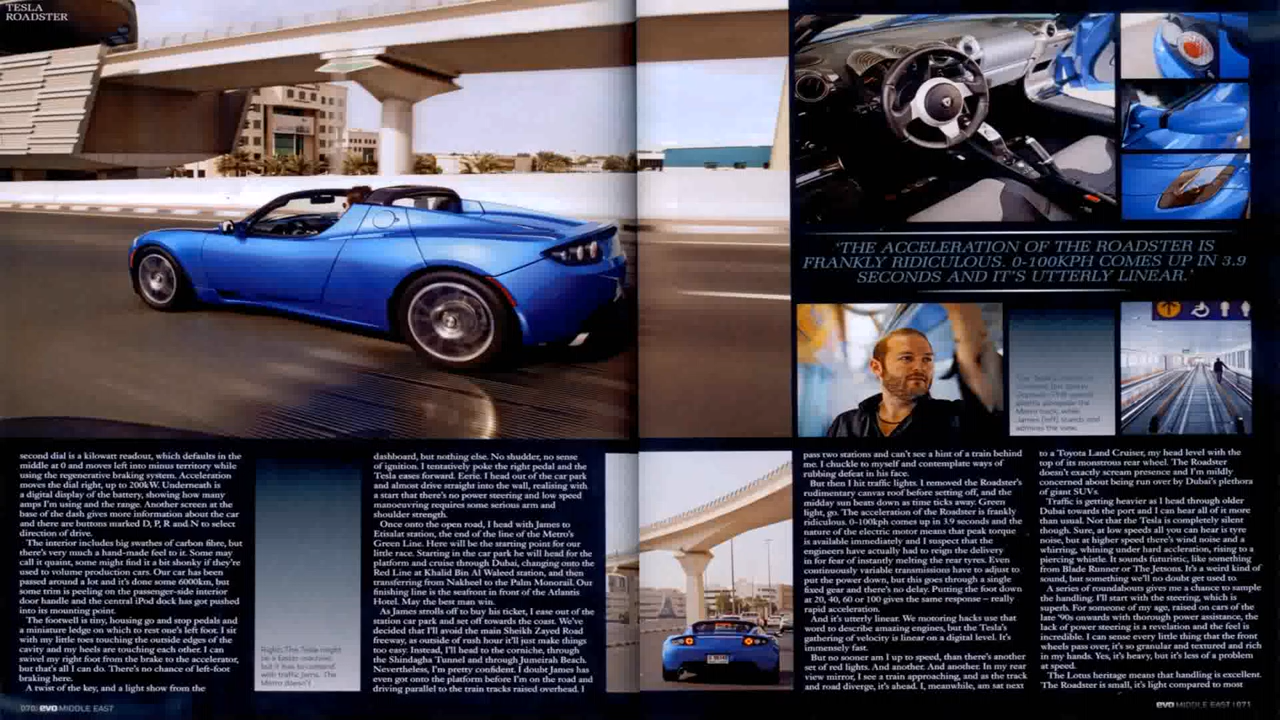 TESLA
ROADSTER
'THE ACCELERATION OF THE ROADSTER IS
FRANKLY RIDICULOUS. 0-100KPH COMES UP IN 3.9
SECONDS AND IT'S UTTERLY LINEAR.'
second dial is a kilowatt readout, which defaults in the
middle at 0 and moves left into minus territory while
using the regenerative braking system. Acceleration
moves the dial right, up to 200kW. Underneath is
a digital display of the battery, showing how many
amps I'm using and the range. Another screen at the
base of the dash gives more information about the car
and there are buttons marked D, P, R and N to select
direction of drive.
The interior includes big swathes of carbon fibre, but
there's very much a hand-made feel to it. Some may
call it quaint, some might find it a bit shonky if they're
used to volume production cars. Our car has been
passed around a lot and it's done some 6000km, but
some trim is peeling on the passenger-side interior
door handle and the central iPod dock has got pushed
into its mounting point.
The footwell is tiny, housing go and stop pedals and
a miniature ledge on which to rest one's left foot. I sit
with my little toes touching the outside edges of the
cavity and my heels are touching each other. I can
swivel my right foot from the brake to the accelerator,
but that's all I can do. There's no chance of left-foot
braking here.
A twist of the key, and a light show from the
Right: The Tesla might
be a faster machine,
but it has to contend
with traffic jams. The
Metro doesn't
dashboard, but nothing else. No shudder, no sense
of ignition. I tentatively poke the right pedal and the
Tesla eases forward. Eerie. I head out of the car park
and almost drive straight into the wall, realising with
a start that there's no power steering and low speed
manoeuvring requires some serious arm and
shoulder strength.
Once onto the open road, I head with James to
Etisalat station, the end of the line of the Metro's
Green Line. Here will be the starting point for our
little race. Starting in the car park he will head for the
platform and cruise through Dubai, changing onto the
Red Line at Khalid Bin Al Waleed station, and then
transferring from Nakheel to the Palm Monorail. Our
finishing line is the seafront in front of the Atlantis
Hotel. May the best man win.
As James strolls off to buy his ticket, I ease out of the
station car park and set off towards the coast. We've
decided that I'll avoid the main Sheikh Zayed Road
freeway, as outside of rush hour it'll just make things
too easy. Instead, I'll head to the corniche, through
the Shindagha Tunnel and through Jumeirah Beach.
Nevertheless, I'm pretty confident. I doubt James has
even got onto the platform before I'm on the road and
driving parallel to the train tracks raised overhead. I
pass two stations and can't see a hint of a train behind
me. I chuckle to myself and contemplate ways of
rubbing defeat in his face.
But then I hit traffic lights. I removed the Roadster's
rudimentary canvas roof before setting off, and the
midday sun beats down as time ticks away. Green
light, go. The acceleration of the Roadster is frankly
ridiculous. 0-100kph comes up in 3.9 seconds and the
nature of the electric motor means that peak torque
is available immediately and I suspect that the
engineers have actually had to reign the delivery
in for fear of instantly melting the rear tyres. Even
continuously variable transmissions have to adjust to
put the power down, but this goes through a single
fixed gear and there's no delay. Putting the foot down
at 20, 40, 60 or 100 gives the same response – really
rapid acceleration.
And it's utterly linear. We motoring hacks use that
word to describe amazing engines, but the Tesla's
gathering of velocity is linear on a digital level. It's
immensely fast.
But no sooner am I up to speed, than there's another
set of red lights. And another. And another. In my rear
view mirror, I see a train approaching, and as the track
and road diverge, it's ahead. I, meanwhile, am sat next
to a Toyota Land Cruiser, my head level with the
top of its monstrous rear wheel. The Roadster
doesn't exactly scream presence and I'm mildly
concerned about being run over by Dubai's plethora
of giant SUVs.
Traffic is getting heavier as I head through older
Dubai towards the port and I can hear all of it more
than usual. Not that the Tesla is completely silent
though. Sure, at low speeds all you can hear is tyre
noise, but at higher speed there's wind noise and a
whirring, whining under hard acceleration, rising to a
piercing whistle. It sounds futuristic, like something
from Blade Runner or The Jetsons. It's a weird kind of
sound, but something we'll no doubt get used to.
A series of roundabouts give me a chance to sample
the handling. I'll start with the steering, which is
superb. For someone of my age, raised on cars of the
late '90s onwards with thorough power assistance, the
lack of power steering is a revelation and the feel is
incredible. I can sense every little thing that the front
wheels pass over, it's so granular and textured and rich
in my hands. Yes, it's heavy, but it's less of a problem
at speed.
The Lotus heritage means that handling is excellent.
The Roadster is small, it's light compared to most
070 | evo MIDDLE EAST
evo MIDDLE EAST | 071